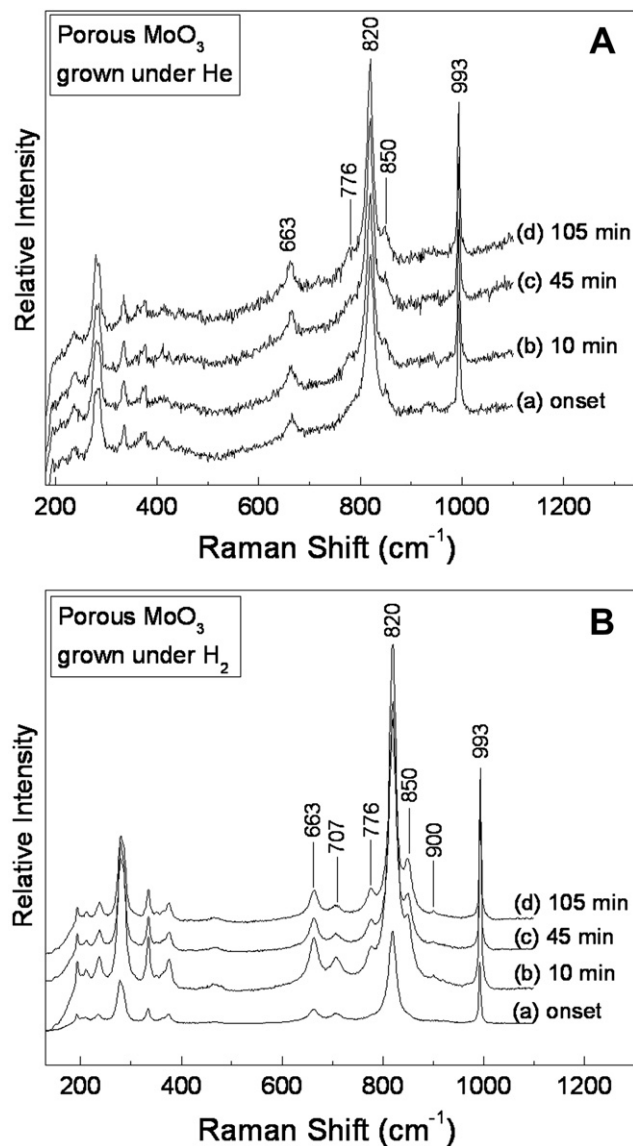 Porous MoO₃
grown under He
A
820
993
776
850
663
(d) 105 min
(c) 45 min
(b) 10 min
(a) onset
Relative Intensity
200 400 600 800 1000 1200
Raman Shift (cm⁻¹)
Porous MoO₃
grown under H₂
B
820
993
850
776
663
707
900
(d) 105 min
(c) 45 min
(b) 10 min
(a) onset
Relative Intensity
200 400 600 800 1000 1200
Raman Shift (cm⁻¹)